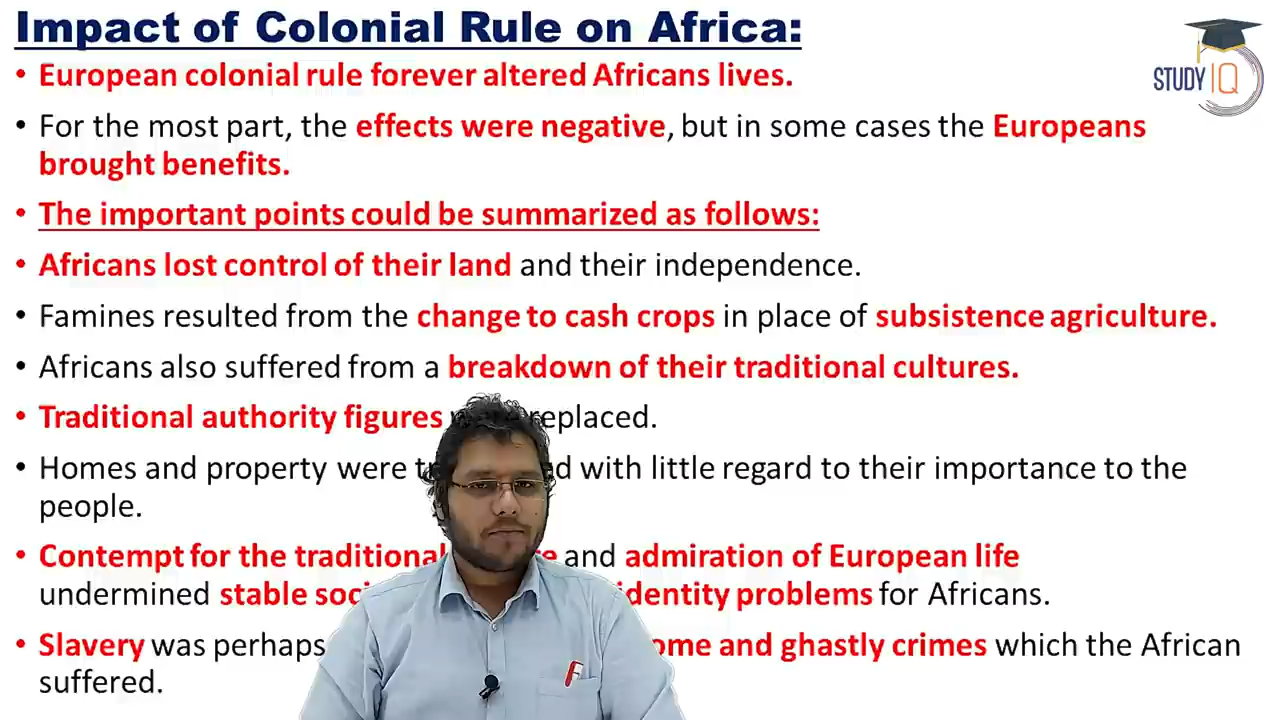 Impact of Colonial Rule on Africa:
STUDY IQ
• European colonial rule forever altered Africans lives.
• For the most part, the effects were negative, but in some cases the Europeans
brought benefits.
• The important points could be summarized as follows:
• Africans lost control of their land and their independence.
• Famines resulted from the change to cash crops in place of subsistence agriculture.
• Africans also suffered from a breakdown of their traditional cultures.
• Traditional authority figures replaced.
• Homes and property were with little regard to their importance to the
people.
• Contempt for the traditional and admiration of European life
undermined stable identity problems for Africans.
• Slavery was perhaps and ghastly crimes which the African
suffered.